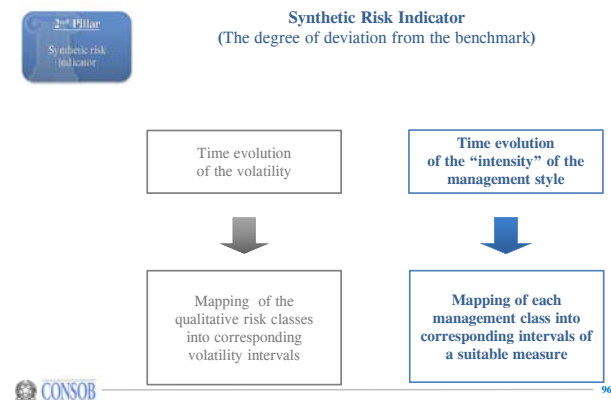 2nd Pillar
Synthetic risk
indicator
Synthetic Risk Indicator
(The degree of deviation from the benchmark)
Time evolution
of the volatility
Time evolution
of the “intensity” of the
management style
Mapping of the
qualitative risk classes
into corresponding
volatility intervals
Mapping of each
management class into
corresponding intervals of
a suitable measure
CONSOB
96